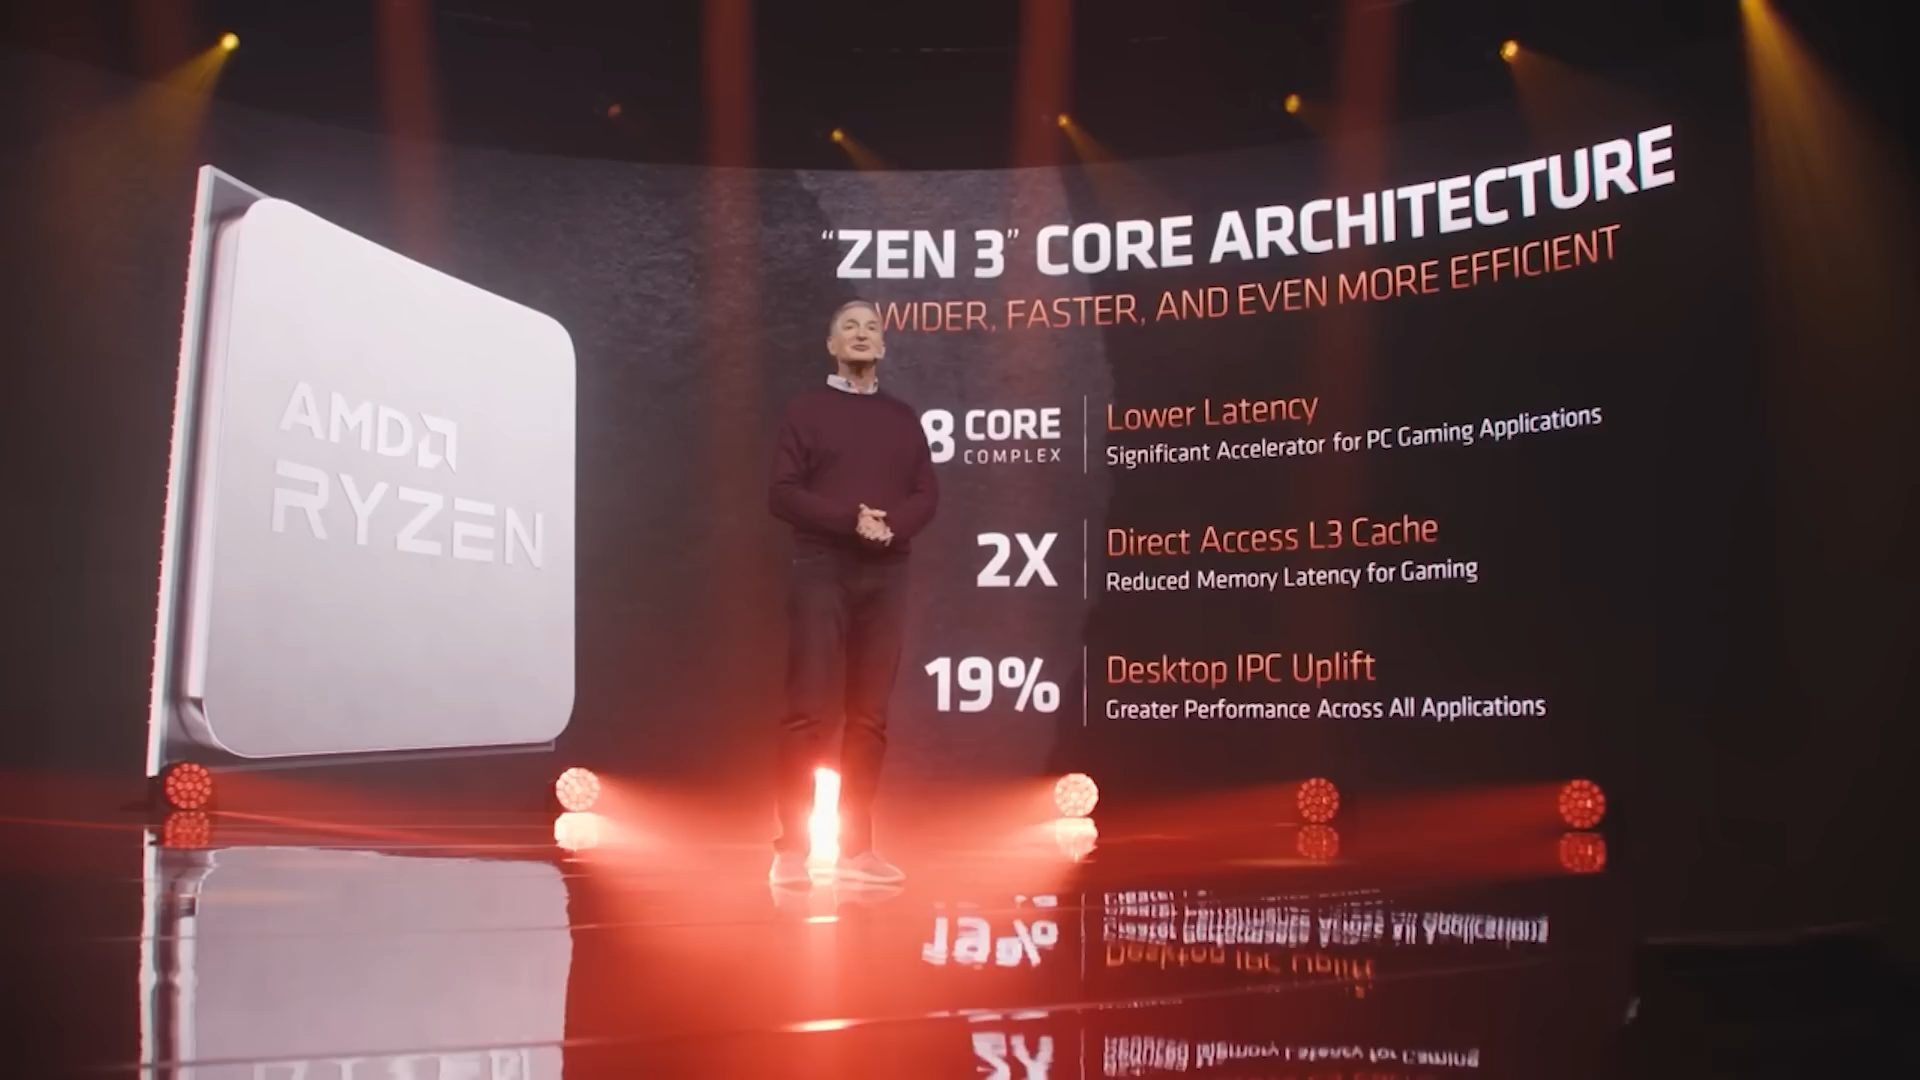 AMD
RYZEN
“ZEN 3” CORE ARCHITECTURE
WIDER, FASTER, AND EVEN MORE EFFICIENT
8 CORE
COMPLEX
Lower Latency
Significant Accelerator for PC Gaming Applications
2X
Direct Access L3 Cache
Reduced Memory Latency for Gaming
19%
Desktop IPC Uplift
Greater Performance Across All Applications